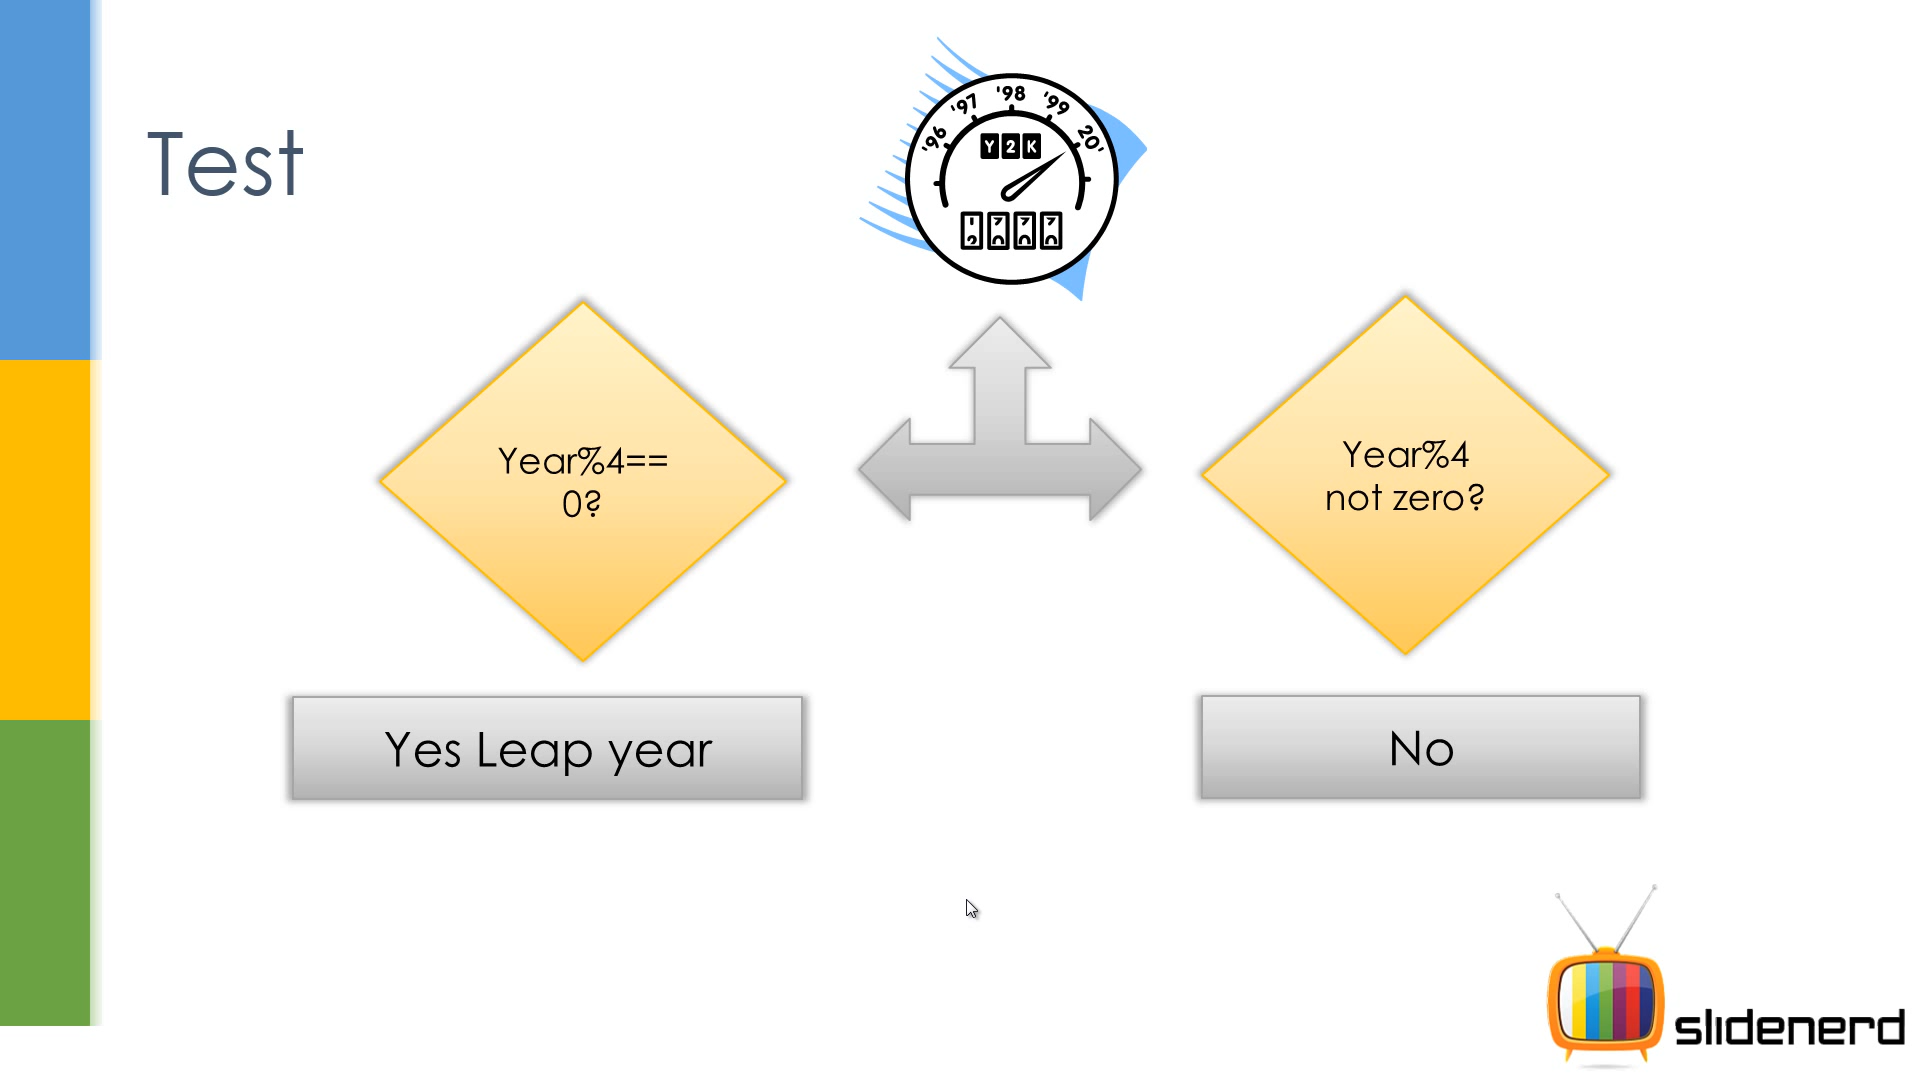 Test
'96 '97 '98 '99 20'
Y2K
Year%4==
0?
Year%4
not zero?
Yes Leap year
No
slidenerd